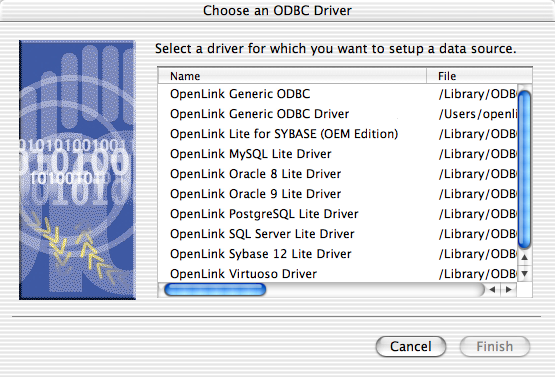 Choose an ODBC Driver
Select a driver for which you want to setup a data source.
Name File
OpenLink Generic ODBC /Library/ODB
OpenLink Generic ODBC Driver /Users/openli
OpenLink Lite for SYBASE (OEM Edition) /Library/ODB
OpenLink MySQL Lite Driver /Library/ODB
OpenLink Oracle 8 Lite Driver /Library/ODB
OpenLink Oracle 9 Lite Driver /Library/ODB
OpenLink PostgreSQL Lite Driver /Library/ODB
OpenLink SQL Server Lite Driver /Library/ODB
OpenLink Sybase 12 Lite Driver /Library/ODB
OpenLink Virtuoso Driver /Library/ODB
Cancel Finish